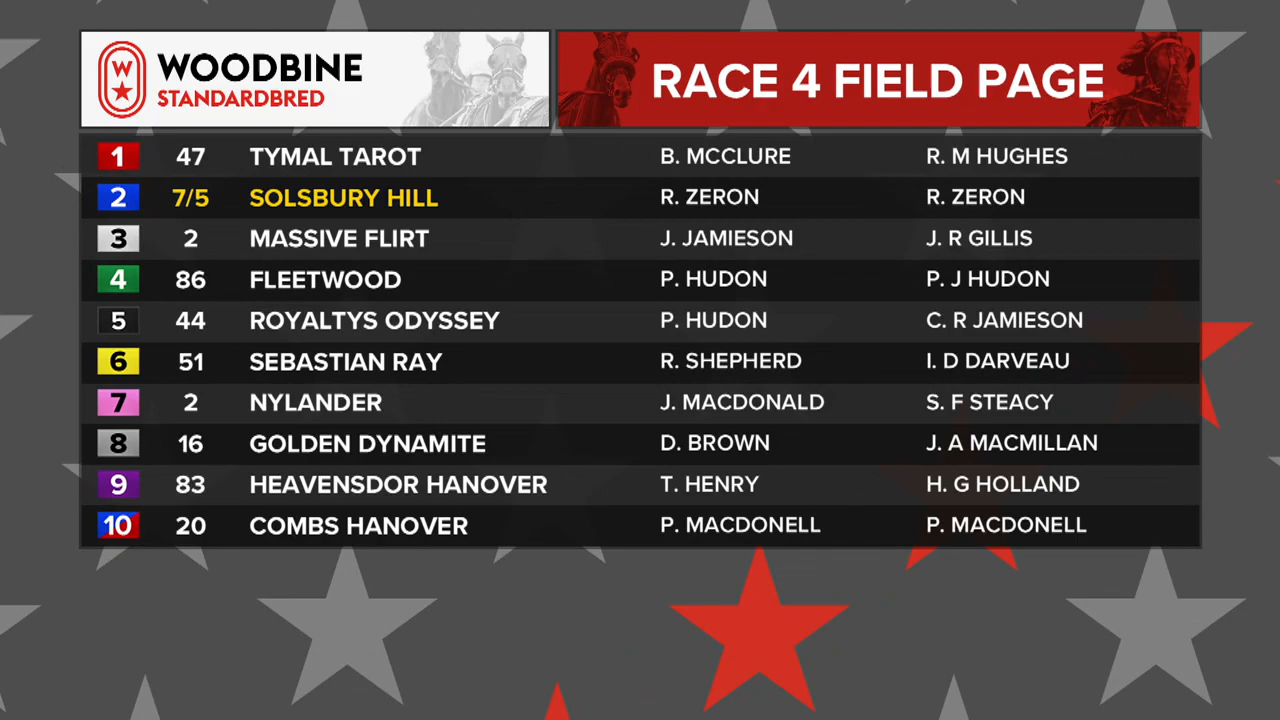 W
WOODBINE
STANDARDBRED
RACE 4 FIELD PAGE
1 47 TYMAL TAROT B. MCCLURE R. M HUGHES
2 7/5 SOLSBURY HILL R. ZERON R. ZERON
3 2 MASSIVE FLIRT J. JAMIESON J. R GILLIS
4 86 FLEETWOOD P. HUDON P. J HUDON
5 44 ROYALTYS ODYSSEY P. HUDON C. R JAMIESON
6 51 SEBASTIAN RAY R. SHEPHERD I. D DARVEAU
7 2 NYLANDER J. MACDONALD S. F STEACY
8 16 GOLDEN DYNAMITE D. BROWN J. A MACMILLAN
9 83 HEAVENSDOR HANOVER T. HENRY H. G HOLLAND
10 20 COMBS HANOVER P. MACDONELL P. MACDONELL